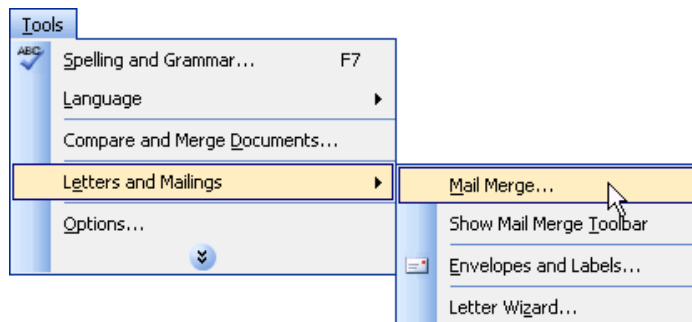 Tools
ABC
Spelling and Grammar... F7
Language
Compare and Merge Documents...
Letters and Mailings
Mail Merge...
Options...
Show Mail Merge Toolbar
Envelopes and Labels...
Letter Wizard...